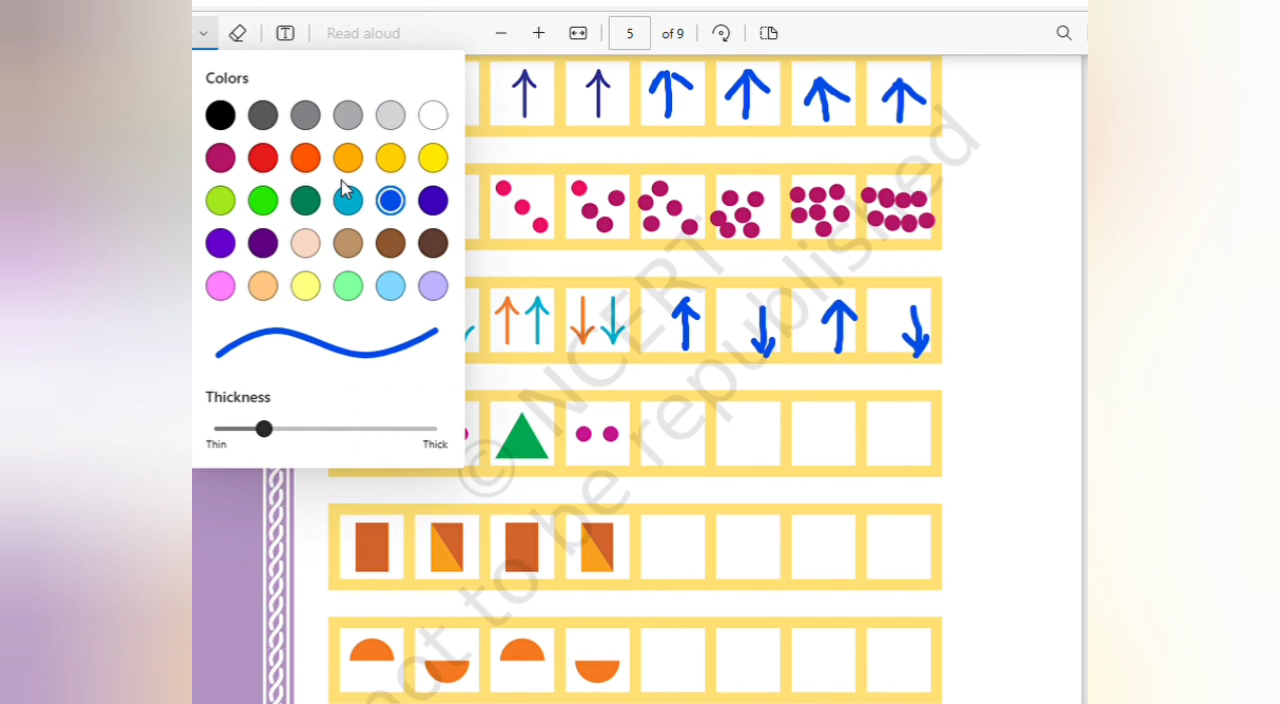 Read aloud
5 of 9
Colors
Thickness
Thin Thick
© NCERT
not to be republished